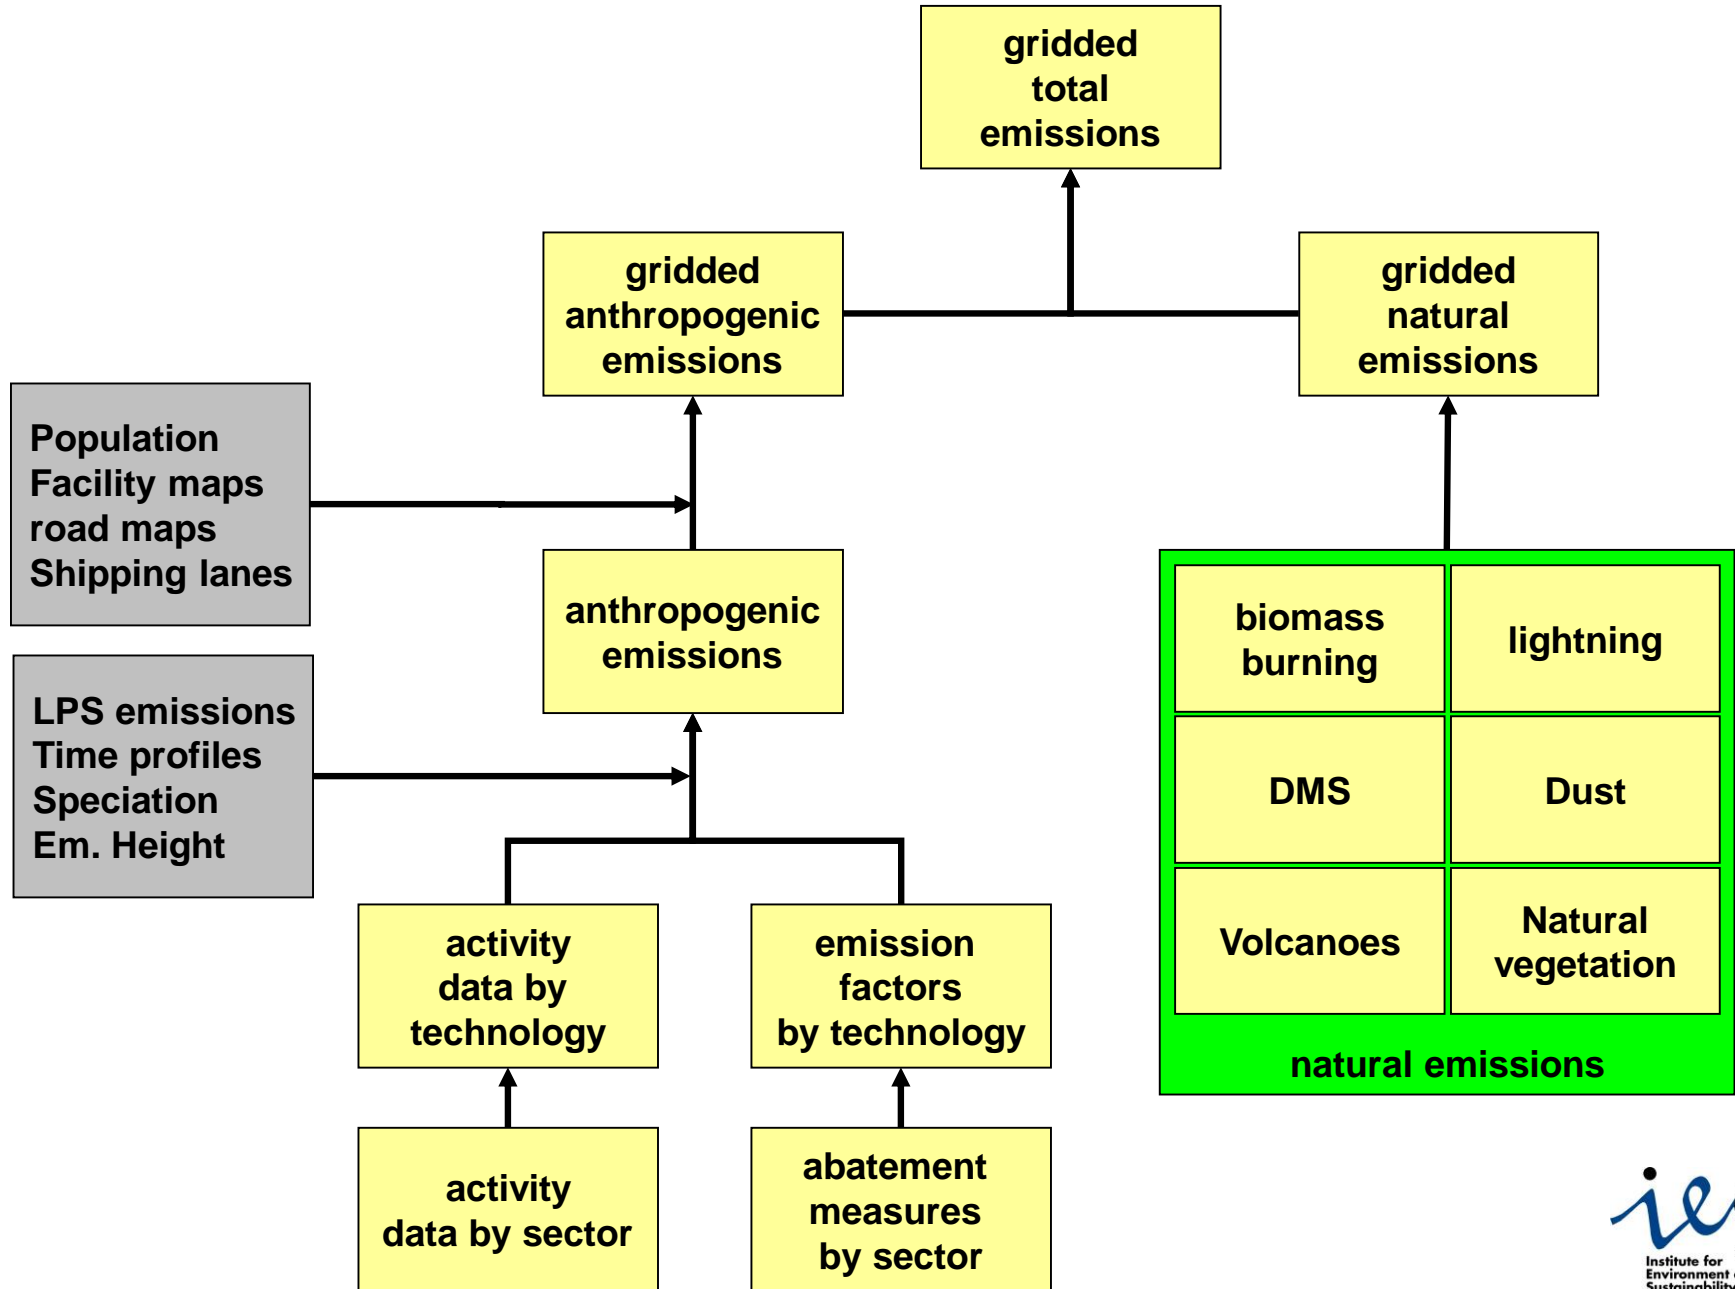 gridded
total
emissions
gridded
anthropogenic
emissions
gridded
natural
emissions
Population
Facility maps
road maps
Shipping lanes
anthropogenic
emissions
biomass
burning
lightning
LPS emissions
Time profiles
Speciation
Em. Height
DMS
Dust
Volcanoes
Natural
vegetation
natural emissions
activity
data by
technology
emission
factors
by technology
activity
data by sector
abatement
measures
by sector
ie
Institute for
Environment
Sustainability